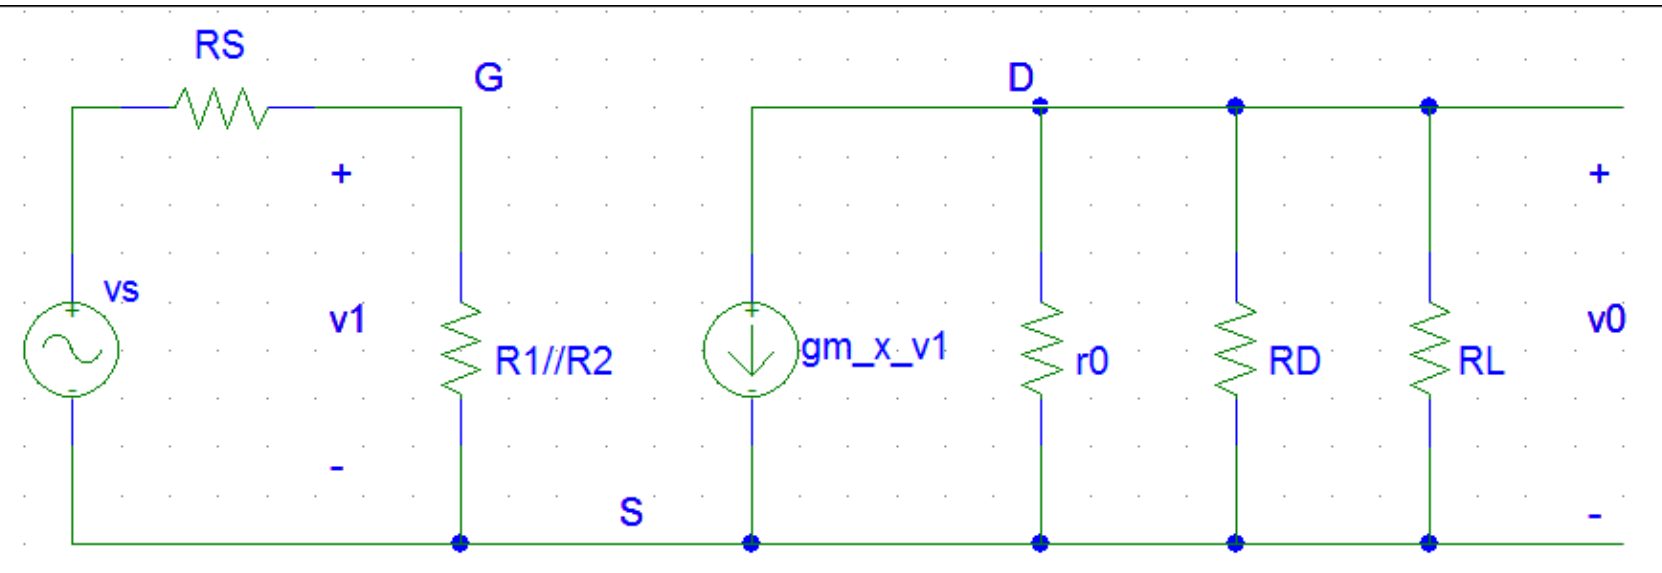 RS
G
D
+
+
vs
v1
R1//R2
gm_x_v1
r0
RD
RL
v0
-
S
-